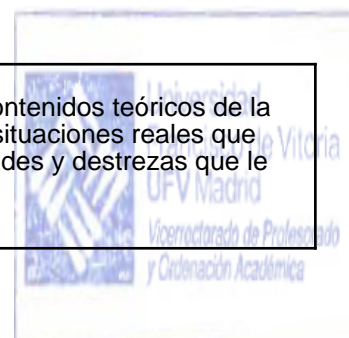 ontenidos teóricos de la
situaciones reales que
des y destrezas que le
Universidad
Francisco de Vitoria
UFV Madrid
Vicerrectorado de Profesorado
y Ordenación Académica